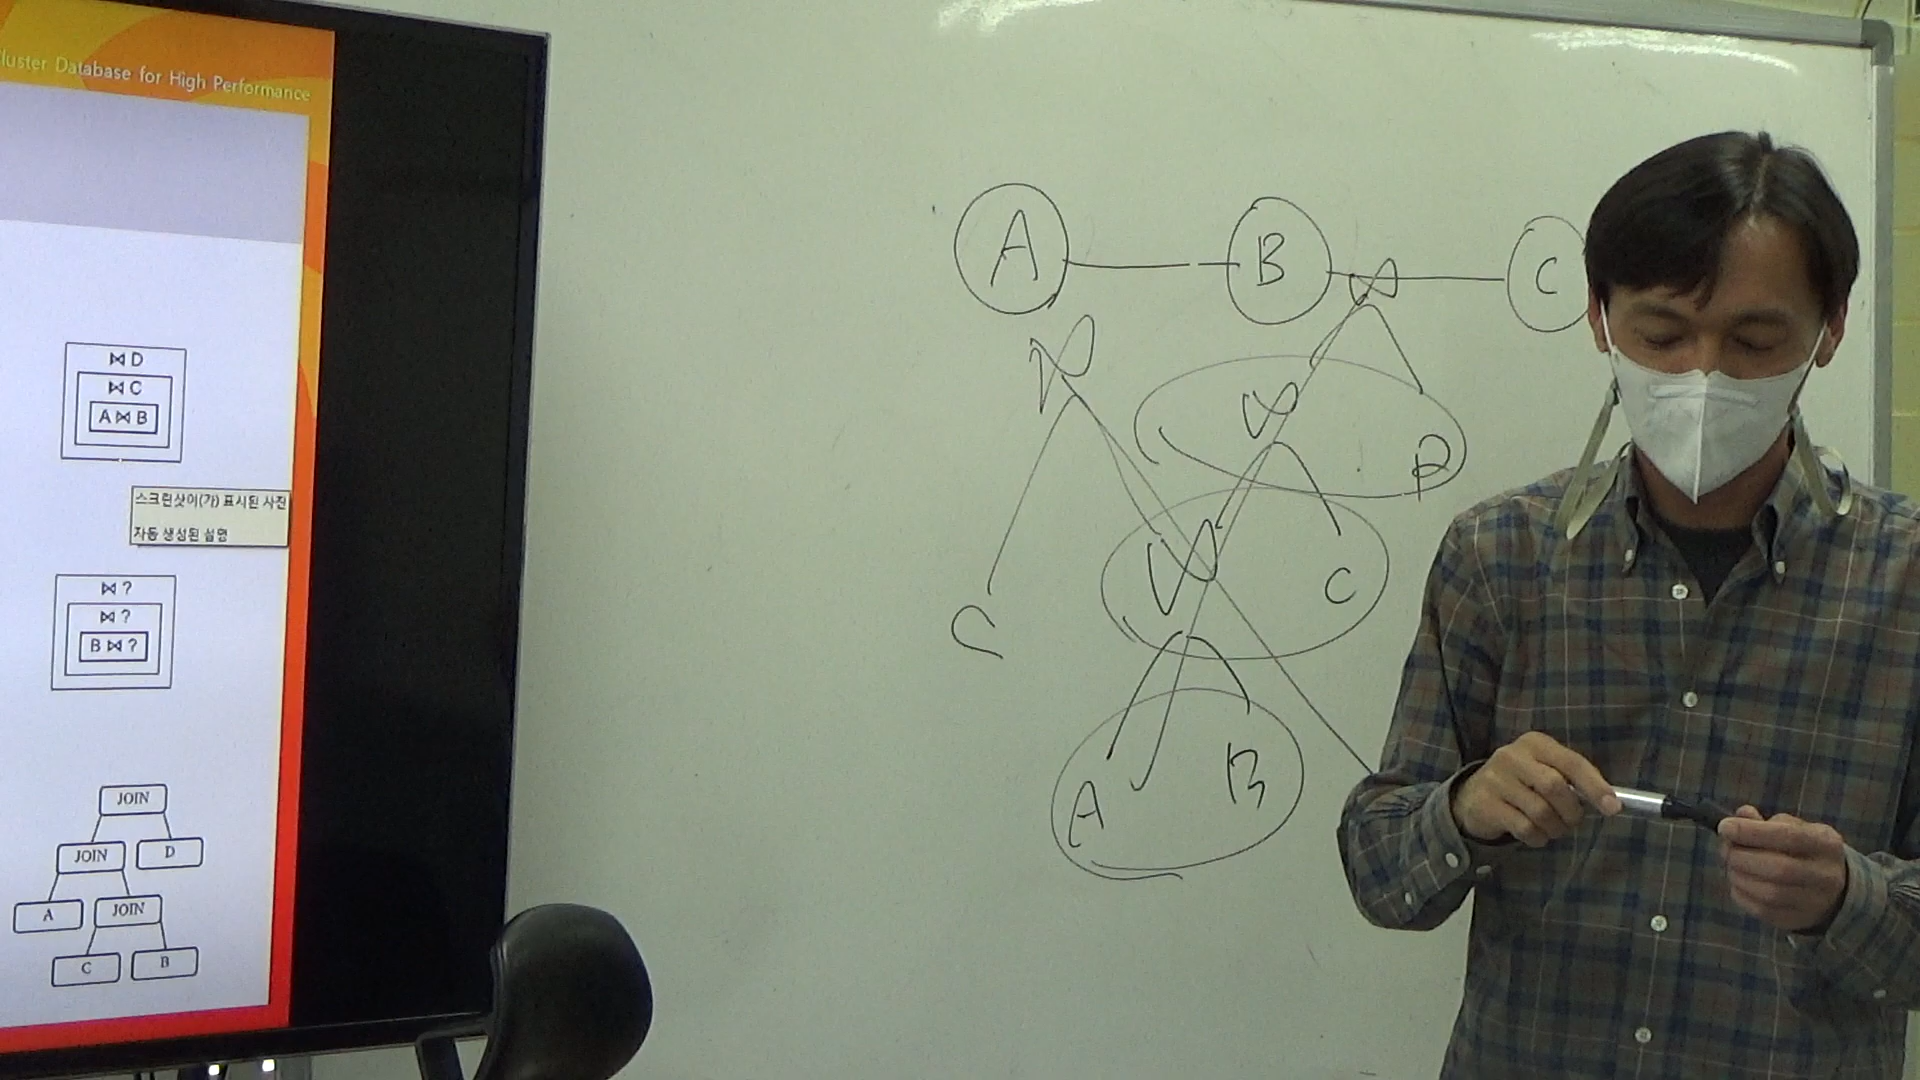 luster Database for High Performance
⋈ D
⋈ C
A ⋈ B
스크린샷이(가) 표시된 사진
자동 생성된 설명
⋈ ?
⋈ ?
B ⋈ ?
JOIN
JOIN D
A JOIN
C B
A B C
⋈
⋈
⋈ D
⋈ C
C
A B